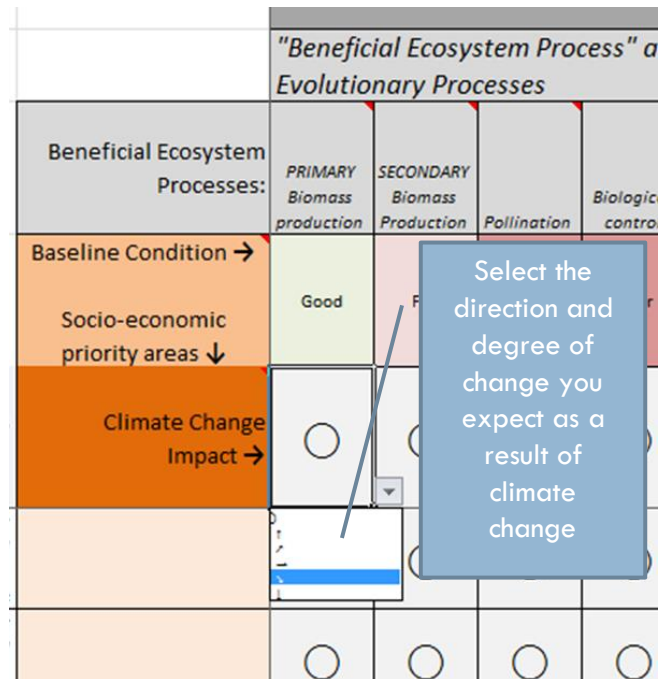 "Beneficial Ecosystem Process" a
Evolutionary Processes
Beneficial Ecosystem
Processes:
PRIMARY
Biomass
production
SECONDARY
Biomass
Production
Pollination
Biologic
contro
Baseline Condition →
Socio-economic
priority areas ↓
Good
F
r
Climate Change
Impact →
↑
↗
→
↘
↓
Select the
direction and
degree of
change you
expect as a
result of
climate
change